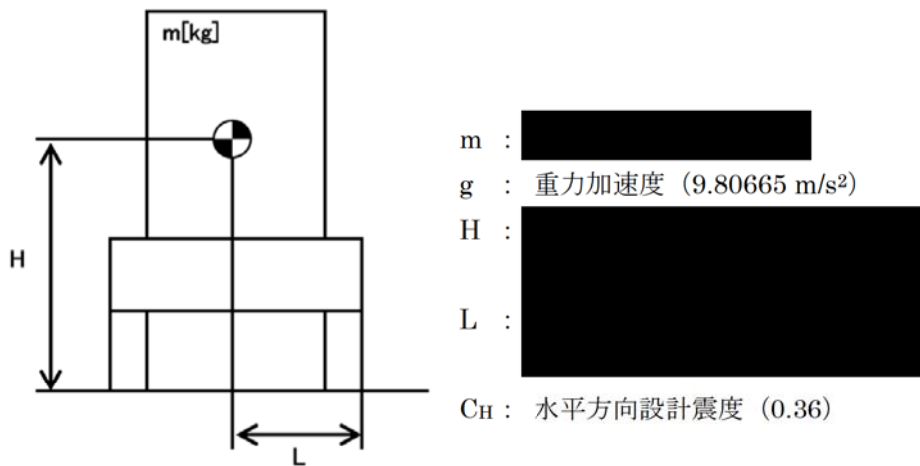 m[kg]
H
L
m :
g : 重力加速度（9.80665 m/s²）
H :
L :
CH : 水平方向設計震度（0.36）